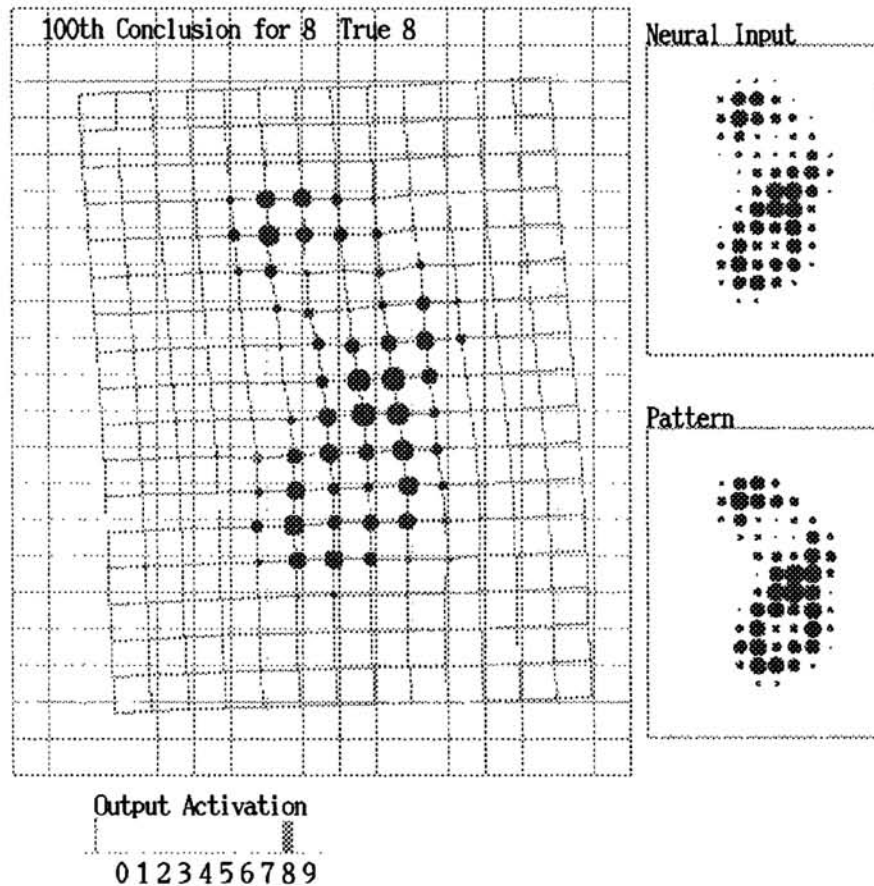 100th Conclusion for 8 True 8
Neural Input
Pattern
Output Activation
0123456789